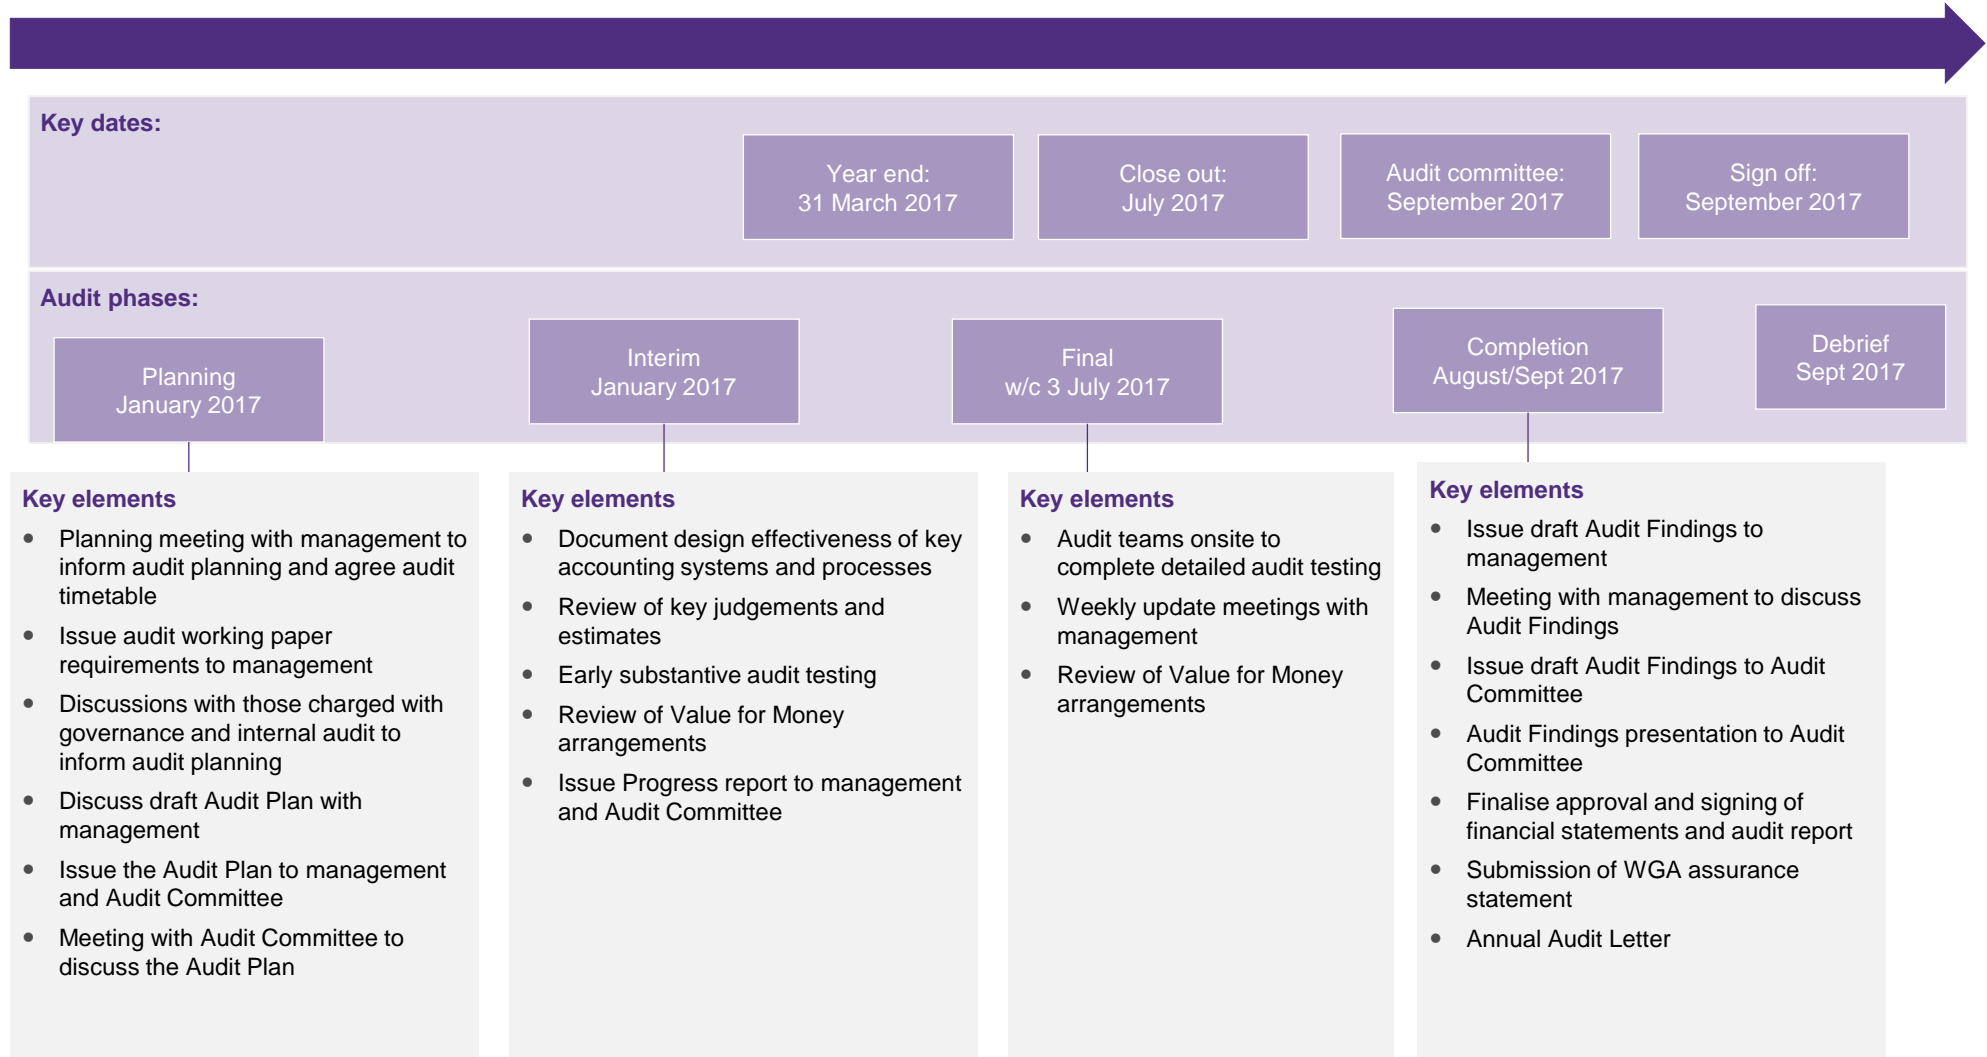 Key dates:
Year end:
31 March 2017
Close out:
July 2017
Audit committee:
September 2017
Sign off:
September 2017
Audit phases:
Planning
January 2017
Interim
January 2017
Final
w/c 3 July 2017
Completion
August/Sept 2017
Debrief
Sept 2017
Key elements
• Planning meeting with management to
inform audit planning and agree audit
timetable
• Issue audit working paper
requirements to management
• Discussions with those charged with
governance and internal audit to
inform audit planning
• Discuss draft Audit Plan with
management
• Issue the Audit Plan to management
and Audit Committee
• Meeting with Audit Committee to
discuss the Audit Plan
Key elements
• Document design effectiveness of key
accounting systems and processes
• Review of key judgements and
estimates
• Early substantive audit testing
• Review of Value for Money
arrangements
• Issue Progress report to management
and Audit Committee
Key elements
• Audit teams onsite to
complete detailed audit testing
• Weekly update meetings with
management
• Review of Value for Money
arrangements
Key elements
• Issue draft Audit Findings to
management
• Meeting with management to discuss
Audit Findings
• Issue draft Audit Findings to Audit
Committee
• Audit Findings presentation to Audit
Committee
• Finalise approval and signing of
financial statements and audit report
• Submission of WGA assurance
statement
• Annual Audit Letter